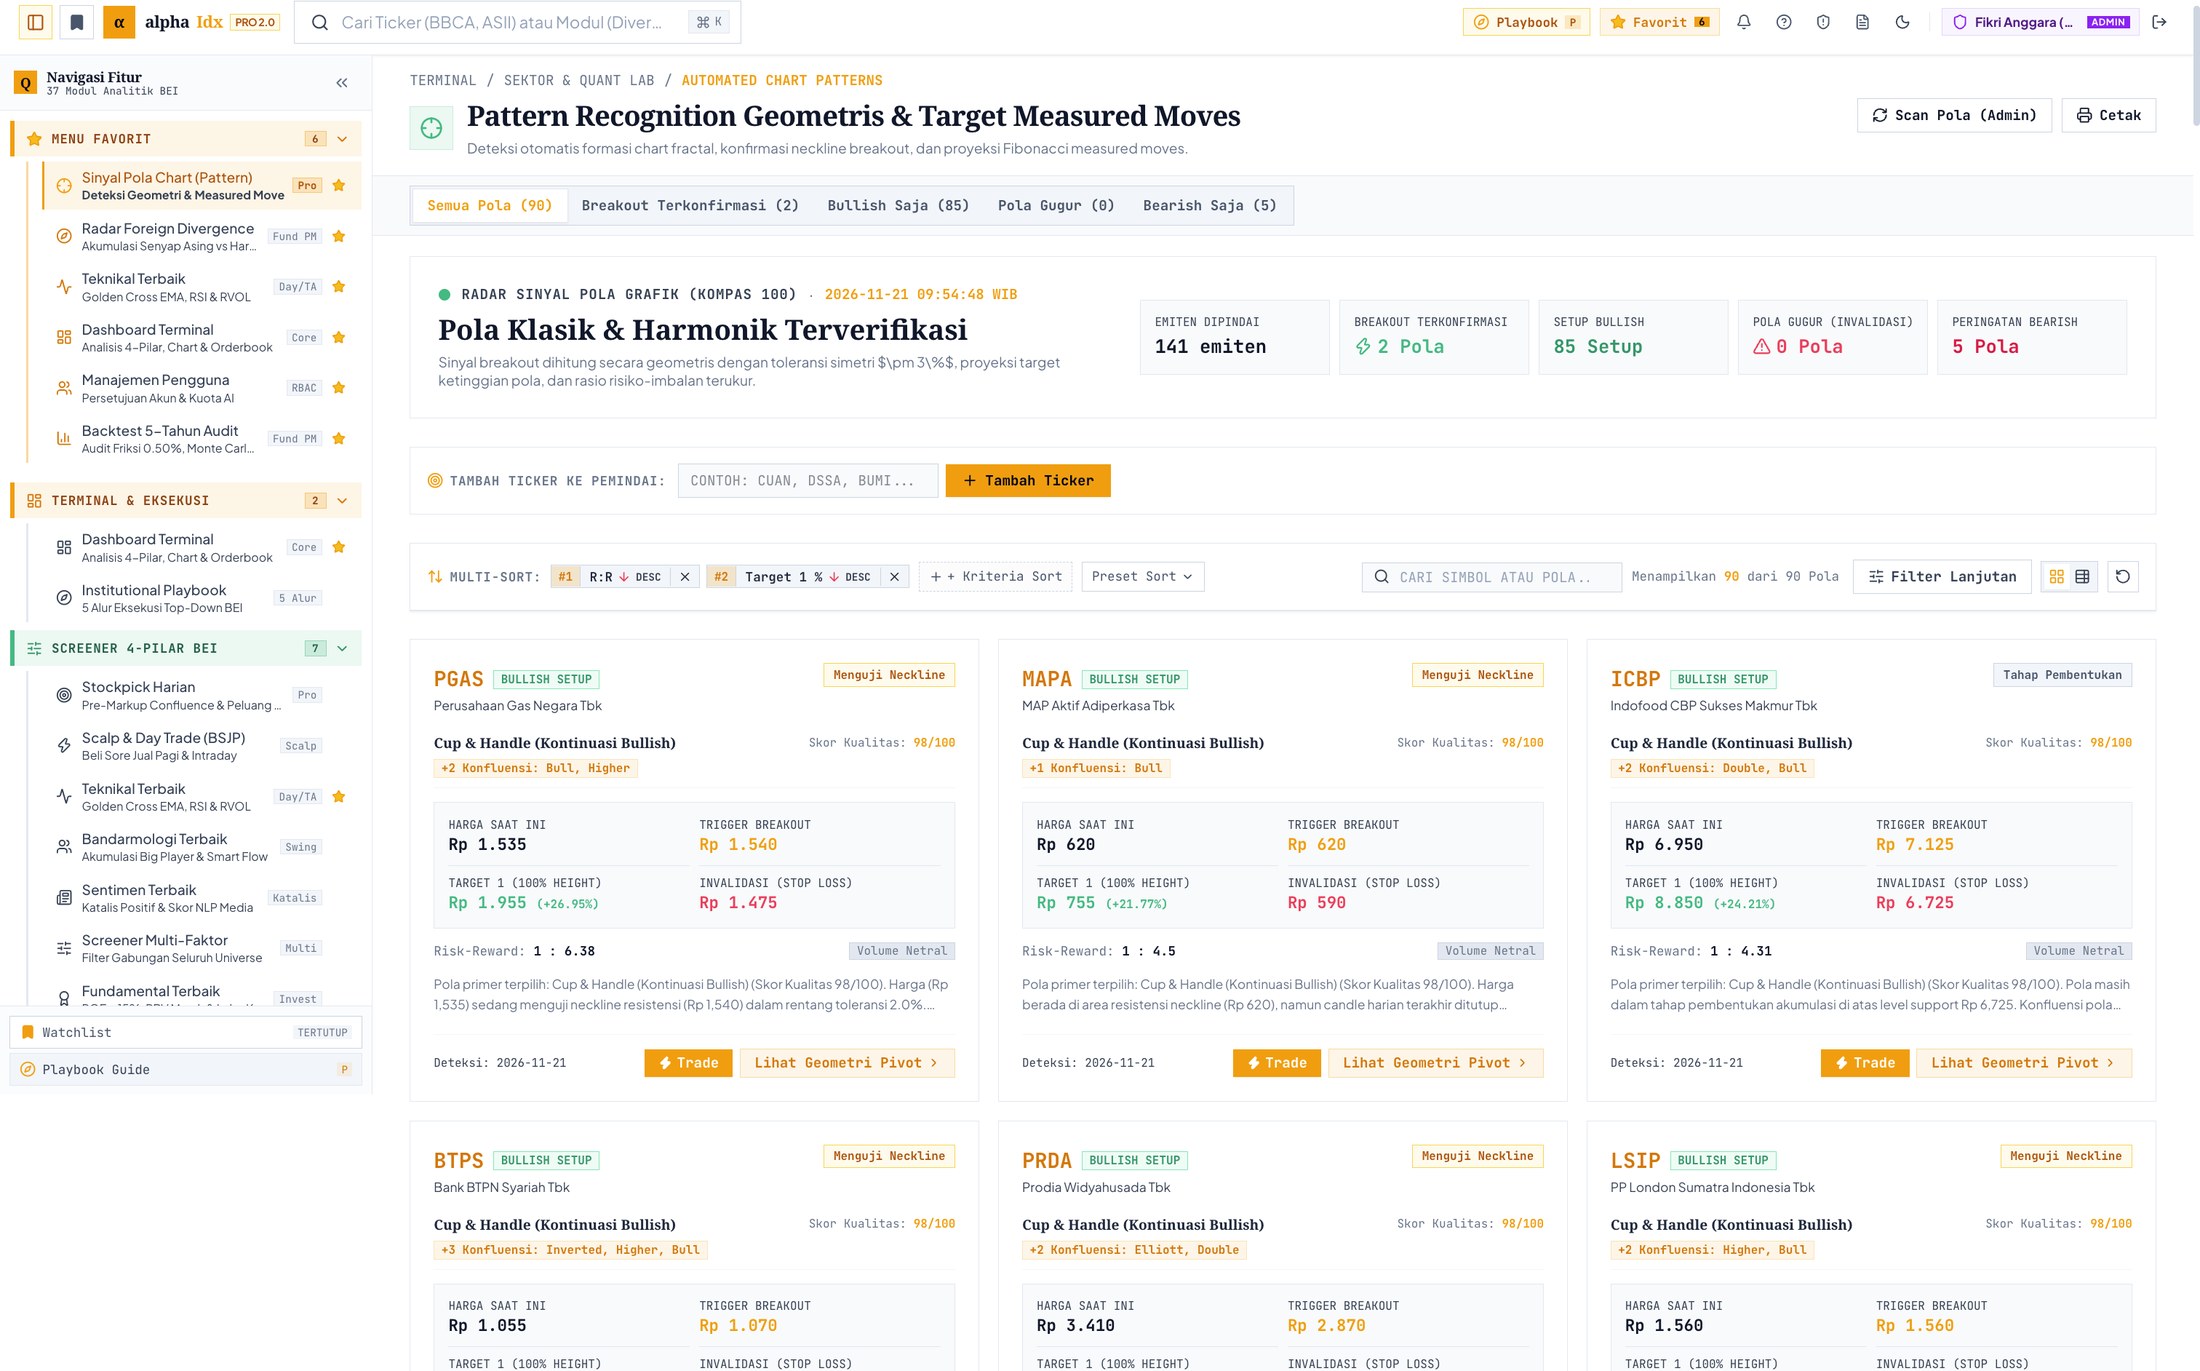 α alpha Idx PRO 2.0
Cari Ticker (BBCA, ASII) atau Modul (Diver... ⌘ K
Playbook P
Favorit 6
Fikri Anggara (... ADMIN
Q Navigasi Fitur
37 Modul Analitik BEI
MENU FAVORIT 6
Sinyal Pola Chart (Pattern) Pro
Deteksi Geometri & Measured Move
Radar Foreign Divergence Fund PM
Akumulasi Senyap Asing vs Har...
Teknikal Terbaik Day/TA
Golden Cross EMA, RSI & RVOL
Dashboard Terminal Core
Analisis 4-Pilar, Chart & Orderbook
Manajemen Pengguna RBAC
Persetujuan Akun & Kuota AI
Backtest 5-Tahun Audit Fund PM
Audit Friksi 0.50%, Monte Carl...
TERMINAL & EKSEKUSI 2
Dashboard Terminal Core
Analisis 4-Pilar, Chart & Orderbook
Institutional Playbook 5 Alur
5 Alur Eksekusi Top-Down BEI
SCREENER 4-PILAR BEI 7
Stockpick Harian Pro
Pre-Markup Confluence & Peluang ...
Scalp & Day Trade (BSJP) Scalp
Beli Sore Jual Pagi & Intraday
Teknikal Terbaik Day/TA
Golden Cross EMA, RSI & RVOL
Bandarmologi Terbaik Swing
Akumulasi Big Player & Smart Flow
Sentimen Terbaik Katalis
Katalis Positif & Skor NLP Media
Screener Multi-Faktor Multi
Filter Gabungan Seluruh Universe
Fundamental Terbaik Invest
Watchlist TERTUTUP
Playbook Guide P
TERMINAL / SEKTOR & QUANT LAB / AUTOMATED CHART PATTERNS
Pattern Recognition Geometris & Target Measured Moves
Deteksi otomatis formasi chart fractal, konfirmasi neckline breakout, dan proyeksi Fibonacci measured moves.
Scan Pola (Admin)
Cetak
Semua Pola (90) Breakout Terkonfirmasi (2) Bullish Saja (85) Pola Gugur (0) Bearish Saja (5)
RADAR SINYAL POLA GRAFIK (KOMPAS 100) · 2026-11-21 09:54:48 WIB
Pola Klasik & Harmonik Terverifikasi
Sinyal breakout dihitung secara geometris dengan toleransi simetri $\pm 3\%$, proyeksi target
ketinggian pola, dan rasio risiko-imbalan terukur.
EMITEN DIPINDAI
141 emiten
BREAKOUT TERKONFIRMASI
2 Pola
SETUP BULLISH
85 Setup
POLA GUGUR (INVALIDASI)
0 Pola
PERINGATAN BEARISH
5 Pola
TAMBAH TICKER KE PEMINDAI: CONTOH: CUAN, DSSA, BUMI... + Tambah Ticker
MULTI-SORT: #1 R:R ↓ DESC × #2 Target 1 % ↓ DESC × + + Kriteria Sort Preset Sort
CARI SIMBOL ATAU POLA.. Menampilkan 90 dari 90 Pola Filter Lanjutan
PGAS BULLISH SETUP Menguji Neckline
Perusahaan Gas Negara Tbk
Cup & Handle (Kontinuasi Bullish) Skor Kualitas: 98/100
+2 Konfluensi: Bull, Higher
HARGA SAAT INI TRIGGER BREAKOUT
Rp 1.535 Rp 1.540
TARGET 1 (100% HEIGHT) INVALIDASI (STOP LOSS)
Rp 1.955 (+26.95%) Rp 1.475
Risk-Reward: 1 : 6.38 Volume Netral
Pola primer terpilih: Cup & Handle (Kontinuasi Bullish) (Skor Kualitas 98/100). Harga (Rp
1,535) sedang menguji neckline resistensi (Rp 1,540) dalam rentang toleransi 2.0%....
Deteksi: 2026-11-21 Trade Lihat Geometri Pivot >
MAPA BULLISH SETUP Menguji Neckline
MAP Aktif Adiperkasa Tbk
Cup & Handle (Kontinuasi Bullish) Skor Kualitas: 98/100
+1 Konfluensi: Bull
HARGA SAAT INI TRIGGER BREAKOUT
Rp 620 Rp 620
TARGET 1 (100% HEIGHT) INVALIDASI (STOP LOSS)
Rp 755 (+21.77%) Rp 590
Risk-Reward: 1 : 4.5 Volume Netral
Pola primer terpilih: Cup & Handle (Kontinuasi Bullish) (Skor Kualitas 98/100). Harga
berada di area resistensi neckline (Rp 620), namun candle harian terakhir ditutup...
Deteksi: 2026-11-21 Trade Lihat Geometri Pivot >
ICBP BULLISH SETUP Tahap Pembentukan
Indofood CBP Sukses Makmur Tbk
Cup & Handle (Kontinuasi Bullish) Skor Kualitas: 98/100
+2 Konfluensi: Double, Bull
HARGA SAAT INI TRIGGER BREAKOUT
Rp 6.950 Rp 7.125
TARGET 1 (100% HEIGHT) INVALIDASI (STOP LOSS)
Rp 8.850 (+24.21%) Rp 6.725
Risk-Reward: 1 : 4.31 Volume Netral
Pola primer terpilih: Cup & Handle (Kontinuasi Bullish) (Skor Kualitas 98/100). Pola masih
dalam tahap pembentukan akumulasi di atas level support Rp 6,725. Konfluensi pola...
Deteksi: 2026-11-21 Trade Lihat Geometri Pivot >
BTPS BULLISH SETUP Menguji Neckline
Bank BTPN Syariah Tbk
Cup & Handle (Kontinuasi Bullish) Skor Kualitas: 98/100
+3 Konfluensi: Inverted, Higher, Bull
HARGA SAAT INI TRIGGER BREAKOUT
Rp 1.055 Rp 1.070
TARGET 1 (100% HEIGHT) INVALIDASI (STOP LOSS)
PRDA BULLISH SETUP Menguji Neckline
Prodia Widyahusada Tbk
Cup & Handle (Kontinuasi Bullish) Skor Kualitas: 98/100
+2 Konfluensi: Elliott, Double
HARGA SAAT INI TRIGGER BREAKOUT
Rp 3.410 Rp 2.870
TARGET 1 (100% HEIGHT) INVALIDASI (STOP LOSS)
LSIP BULLISH SETUP Menguji Neckline
PP London Sumatra Indonesia Tbk
Cup & Handle (Kontinuasi Bullish) Skor Kualitas: 98/100
+2 Konfluensi: Higher, Bull
HARGA SAAT INI TRIGGER BREAKOUT
Rp 1.560 Rp 1.560
TARGET 1 (100% HEIGHT) INVALIDASI (STOP LOSS)